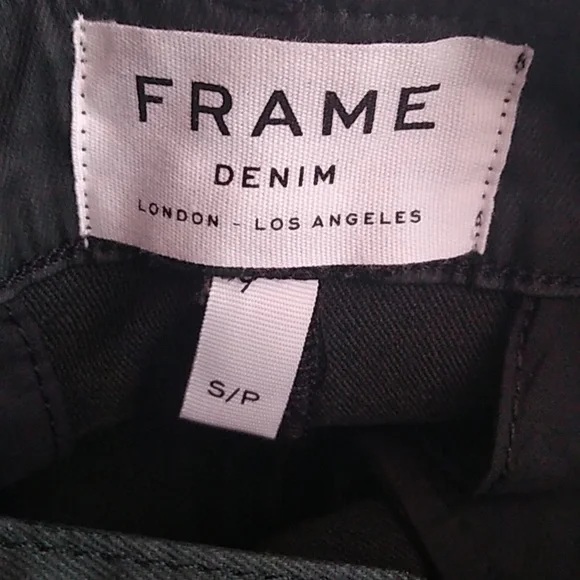 FRAME
DENIM
LONDON - LOS ANGELES
S/P